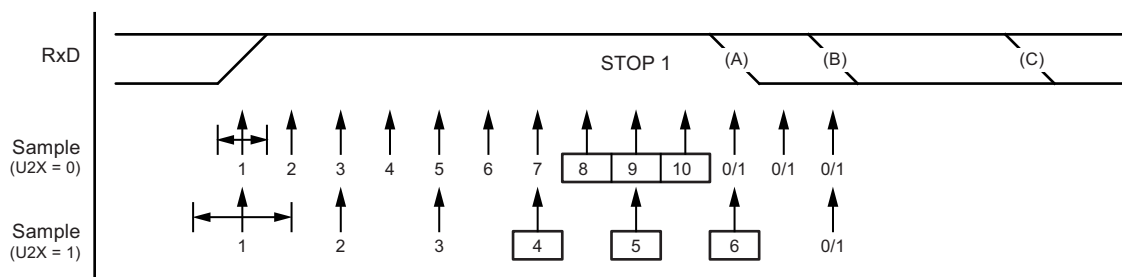 RxD
STOP 1
(A)
(B)
(C)
Sample
(U2X = 0)
1 2 3 4 5 6 7 8 9 10 0/1 0/1 0/1
Sample
(U2X = 1)
1 2 3 4 5 6 0/1